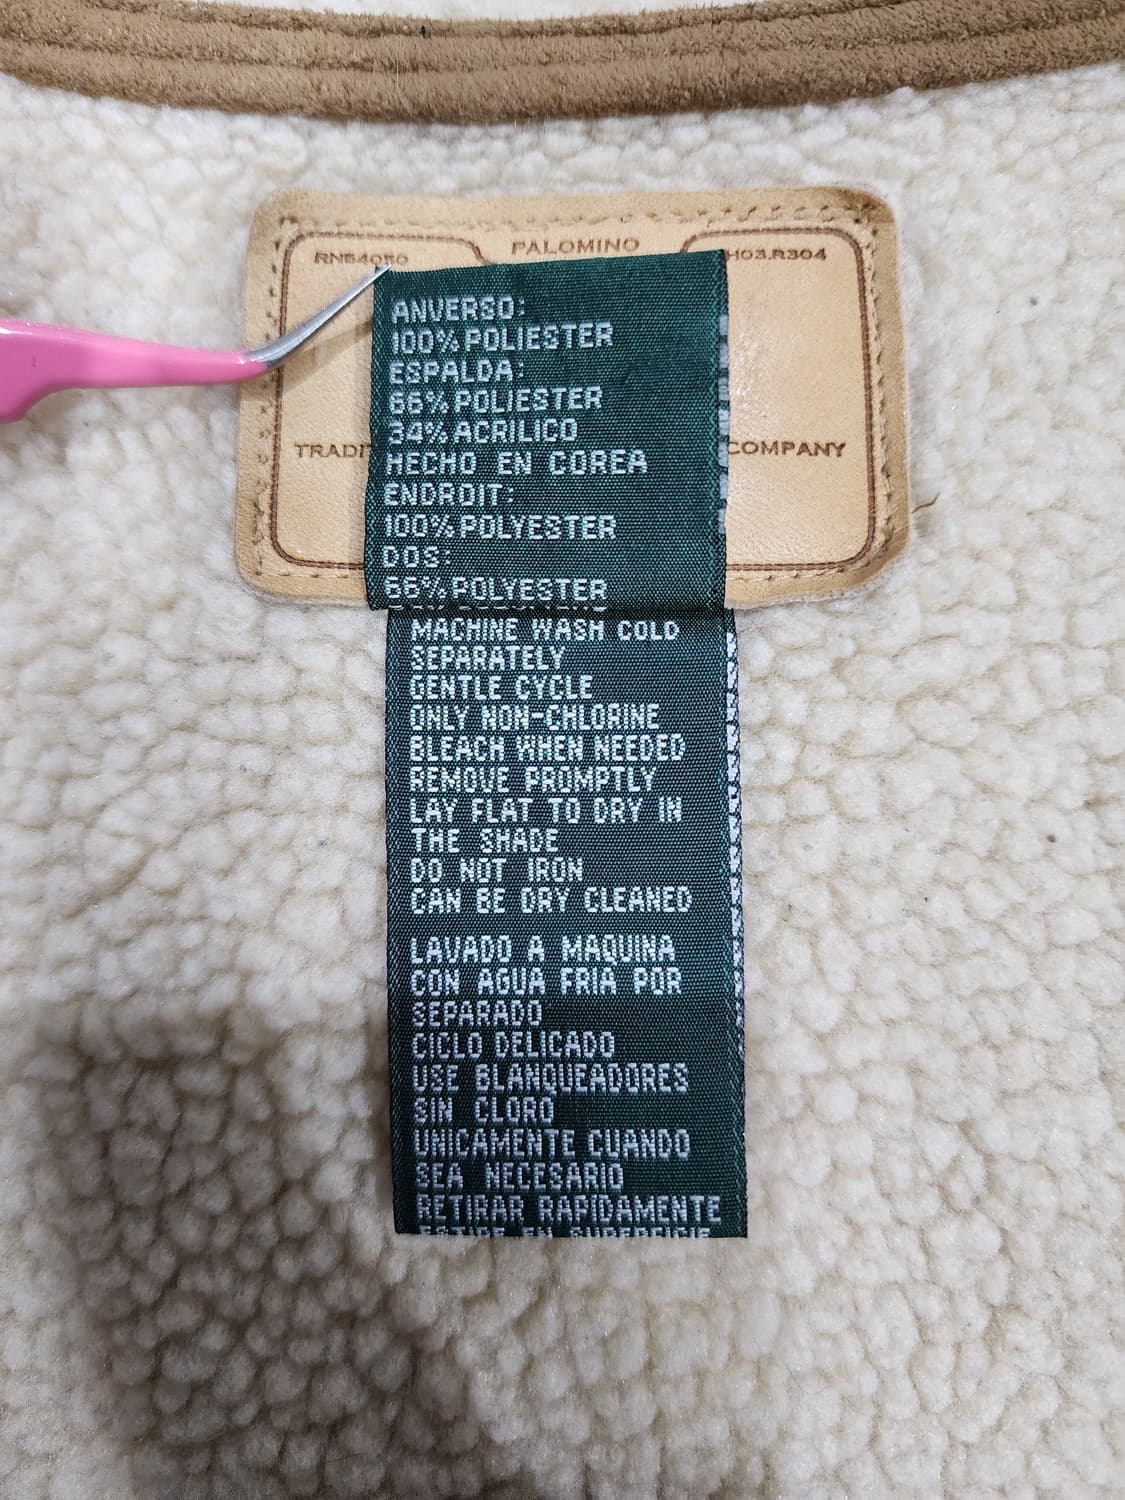 PALOMINO
RN54050
H03.R304
COMPANY
ANVERSO:
100% POLIESTER
ESPALDA:
66% POLIESTER
34% ACRILICO
HECHO EN COREA
ENDROIT:
100% POLYESTER
DOS:
66% POLYESTER
MACHINE WASH COLD
SEPARATELY
GENTLE CYCLE
ONLY NON-CHLORINE
BLEACH WHEN NEEDED
REMOVE PROMPTLY
LAY FLAT TO DRY IN
THE SHADE
DO NOT IRON
CAN BE DRY CLEANED
LAVADO A MAQUINA
CON AGUA FRIA POR
SEPARADO
CICLO DELICADO
USE BLANQUEADORES
SIN CLORO
UNICAMENTE CUANDO
SEA NECESARIO
RETIRAR RAPIDAMENTE